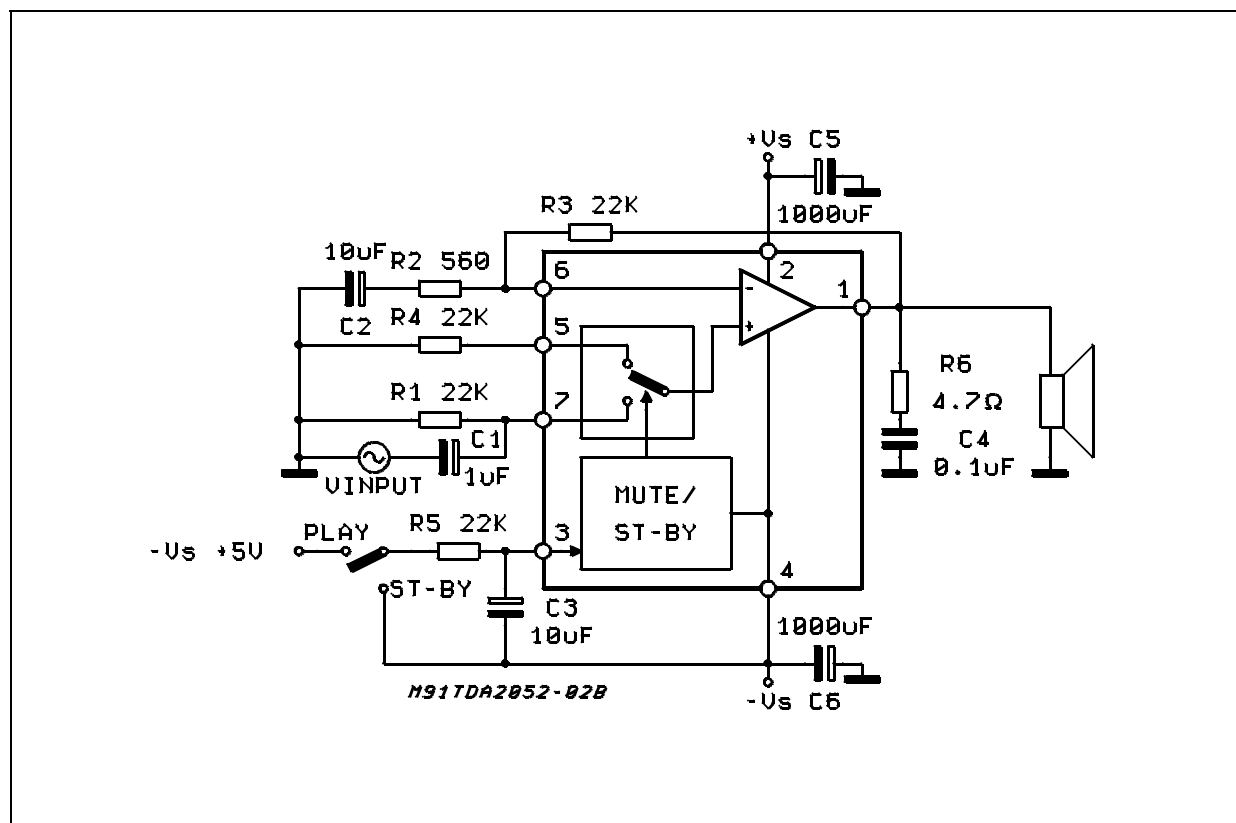 +Vs C5
1000uF
R3 22K
10uF
R2 560
6
2
1
C2
R4 22K
5
R6
4.7Ω
R1 22K
7
C1
1uF
C4
0.1uF
VINPUT
MUTE/
ST-BY
PLAY
R5 22K
3
-Vs +5V
4
ST-BY
C3
10uF
1000uF
M91TDA2052-02B
-Vs C6
-
+